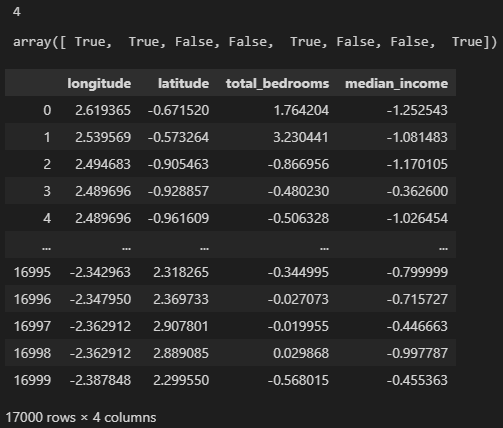 4
array([ True,  True, False, False,  True, False, False,  True])
longitude latitude total_bedrooms median_income
0 2.619365 -0.671520 1.764204 -1.252543
1 2.539569 -0.573264 3.230441 -1.081483
2 2.494683 -0.905463 -0.866956 -1.170105
3 2.489696 -0.928857 -0.480230 -0.362600
4 2.489696 -0.961609 -0.506328 -1.026454
... ... ... ... ...
16995 -2.342963 2.318265 -0.344995 -0.799999
16996 -2.347950 2.369733 -0.027073 -0.715727
16997 -2.362912 2.907801 -0.019955 -0.446663
16998 -2.362912 2.889085 0.029868 -0.997787
16999 -2.387848 2.299550 -0.568015 -0.455363
17000 rows × 4 columns